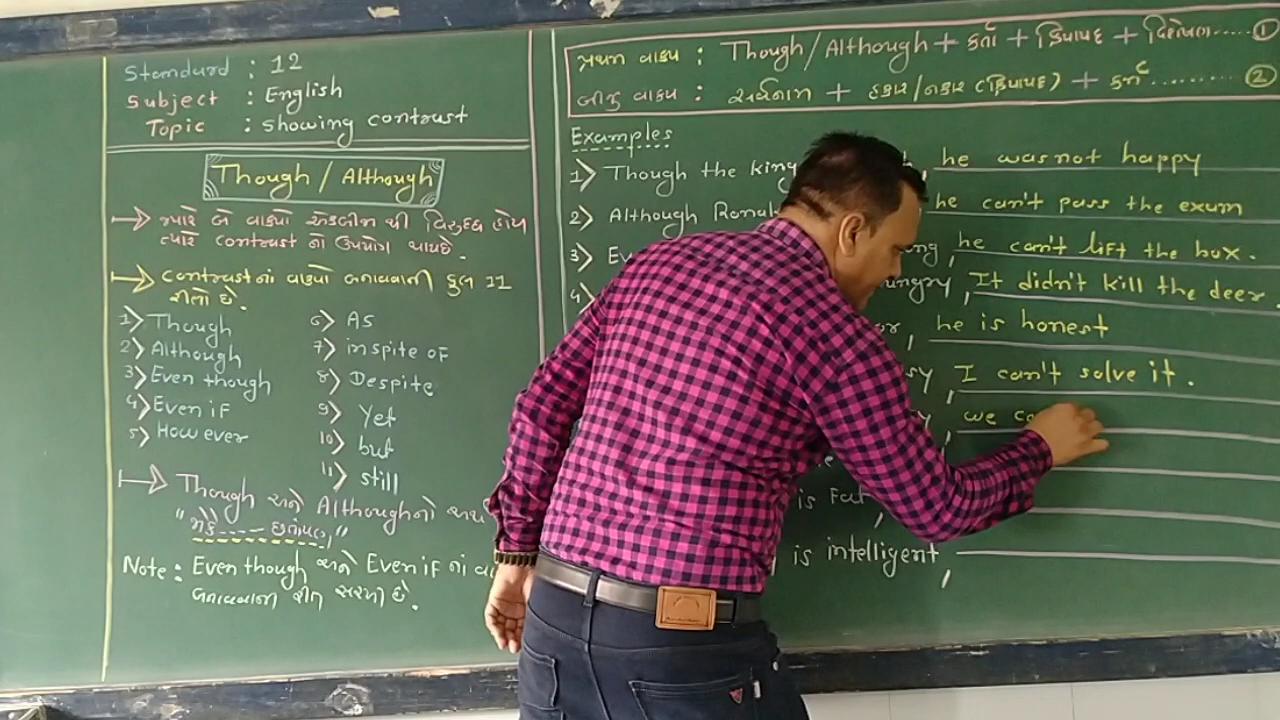 Standard : 12
Subject : English
Topic : Showing contrast
Though / Although
જ્યારે બે વાક્યો એકબીજા થી વિરુદ્ધ હોય
ત્યારે contrast નો ઉપયોગ થાય છે.
contrast નાં વાક્યો બનાવવાની કુલ 11
રીતો છે.
1) Though
2) Although
3) Even though
4) Even if
5) However
6) As
7) inspite of
8) Despite
9) Yet
10) but
11) still
Though અને Although નો
Note : Even though અને Even if નાં
બનાવવાની રીત સરખી છે.
પ્રથમ વાક્ય : Though / Although + કર્તા + ક્રિયાપદ + વિશેષણ..... 1
બીજુ વાક્ય : સર્વનામ + હકાર/નકાર (ક્રિયાપદ) + કર્મ ......... 2
Examples
1) Though the king , he was not happy
2) Although he can't pass the exam
3) , he can't lift the box.
4) , It didn't kill the deer.
, he is honest
, I can't solve it.
, we
is Fat ,
is intelligent ,